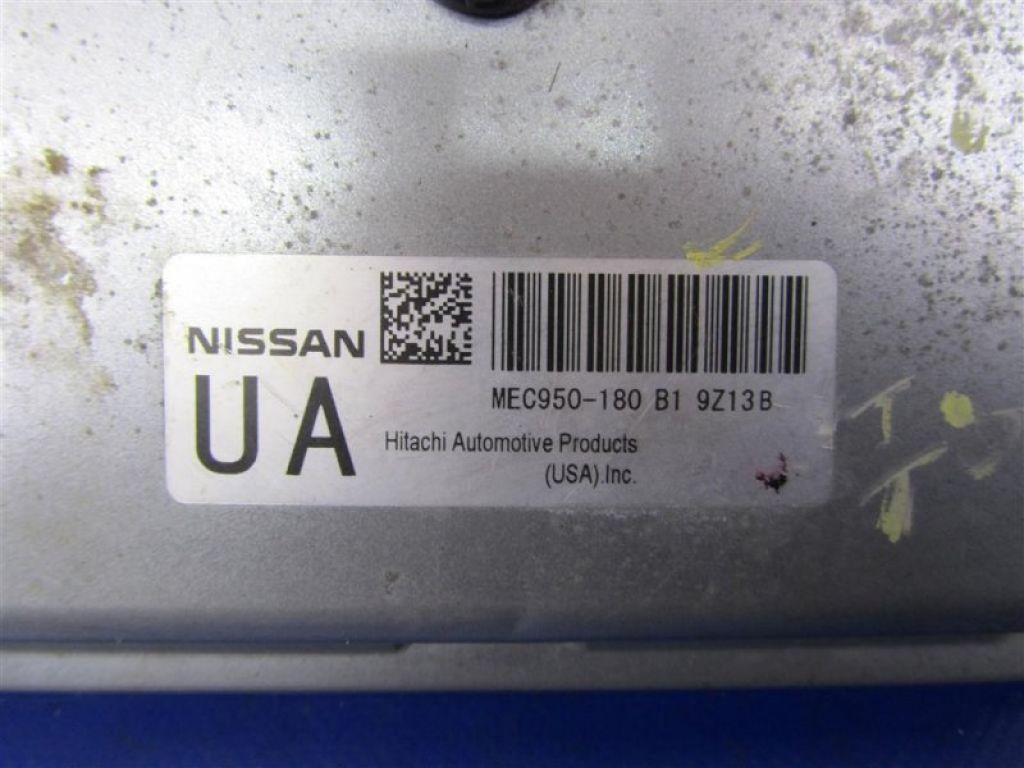 NISSAN
UA
MEC950-180 B1 9Z13B
Hitachi Automotive Products
(USA).Inc.